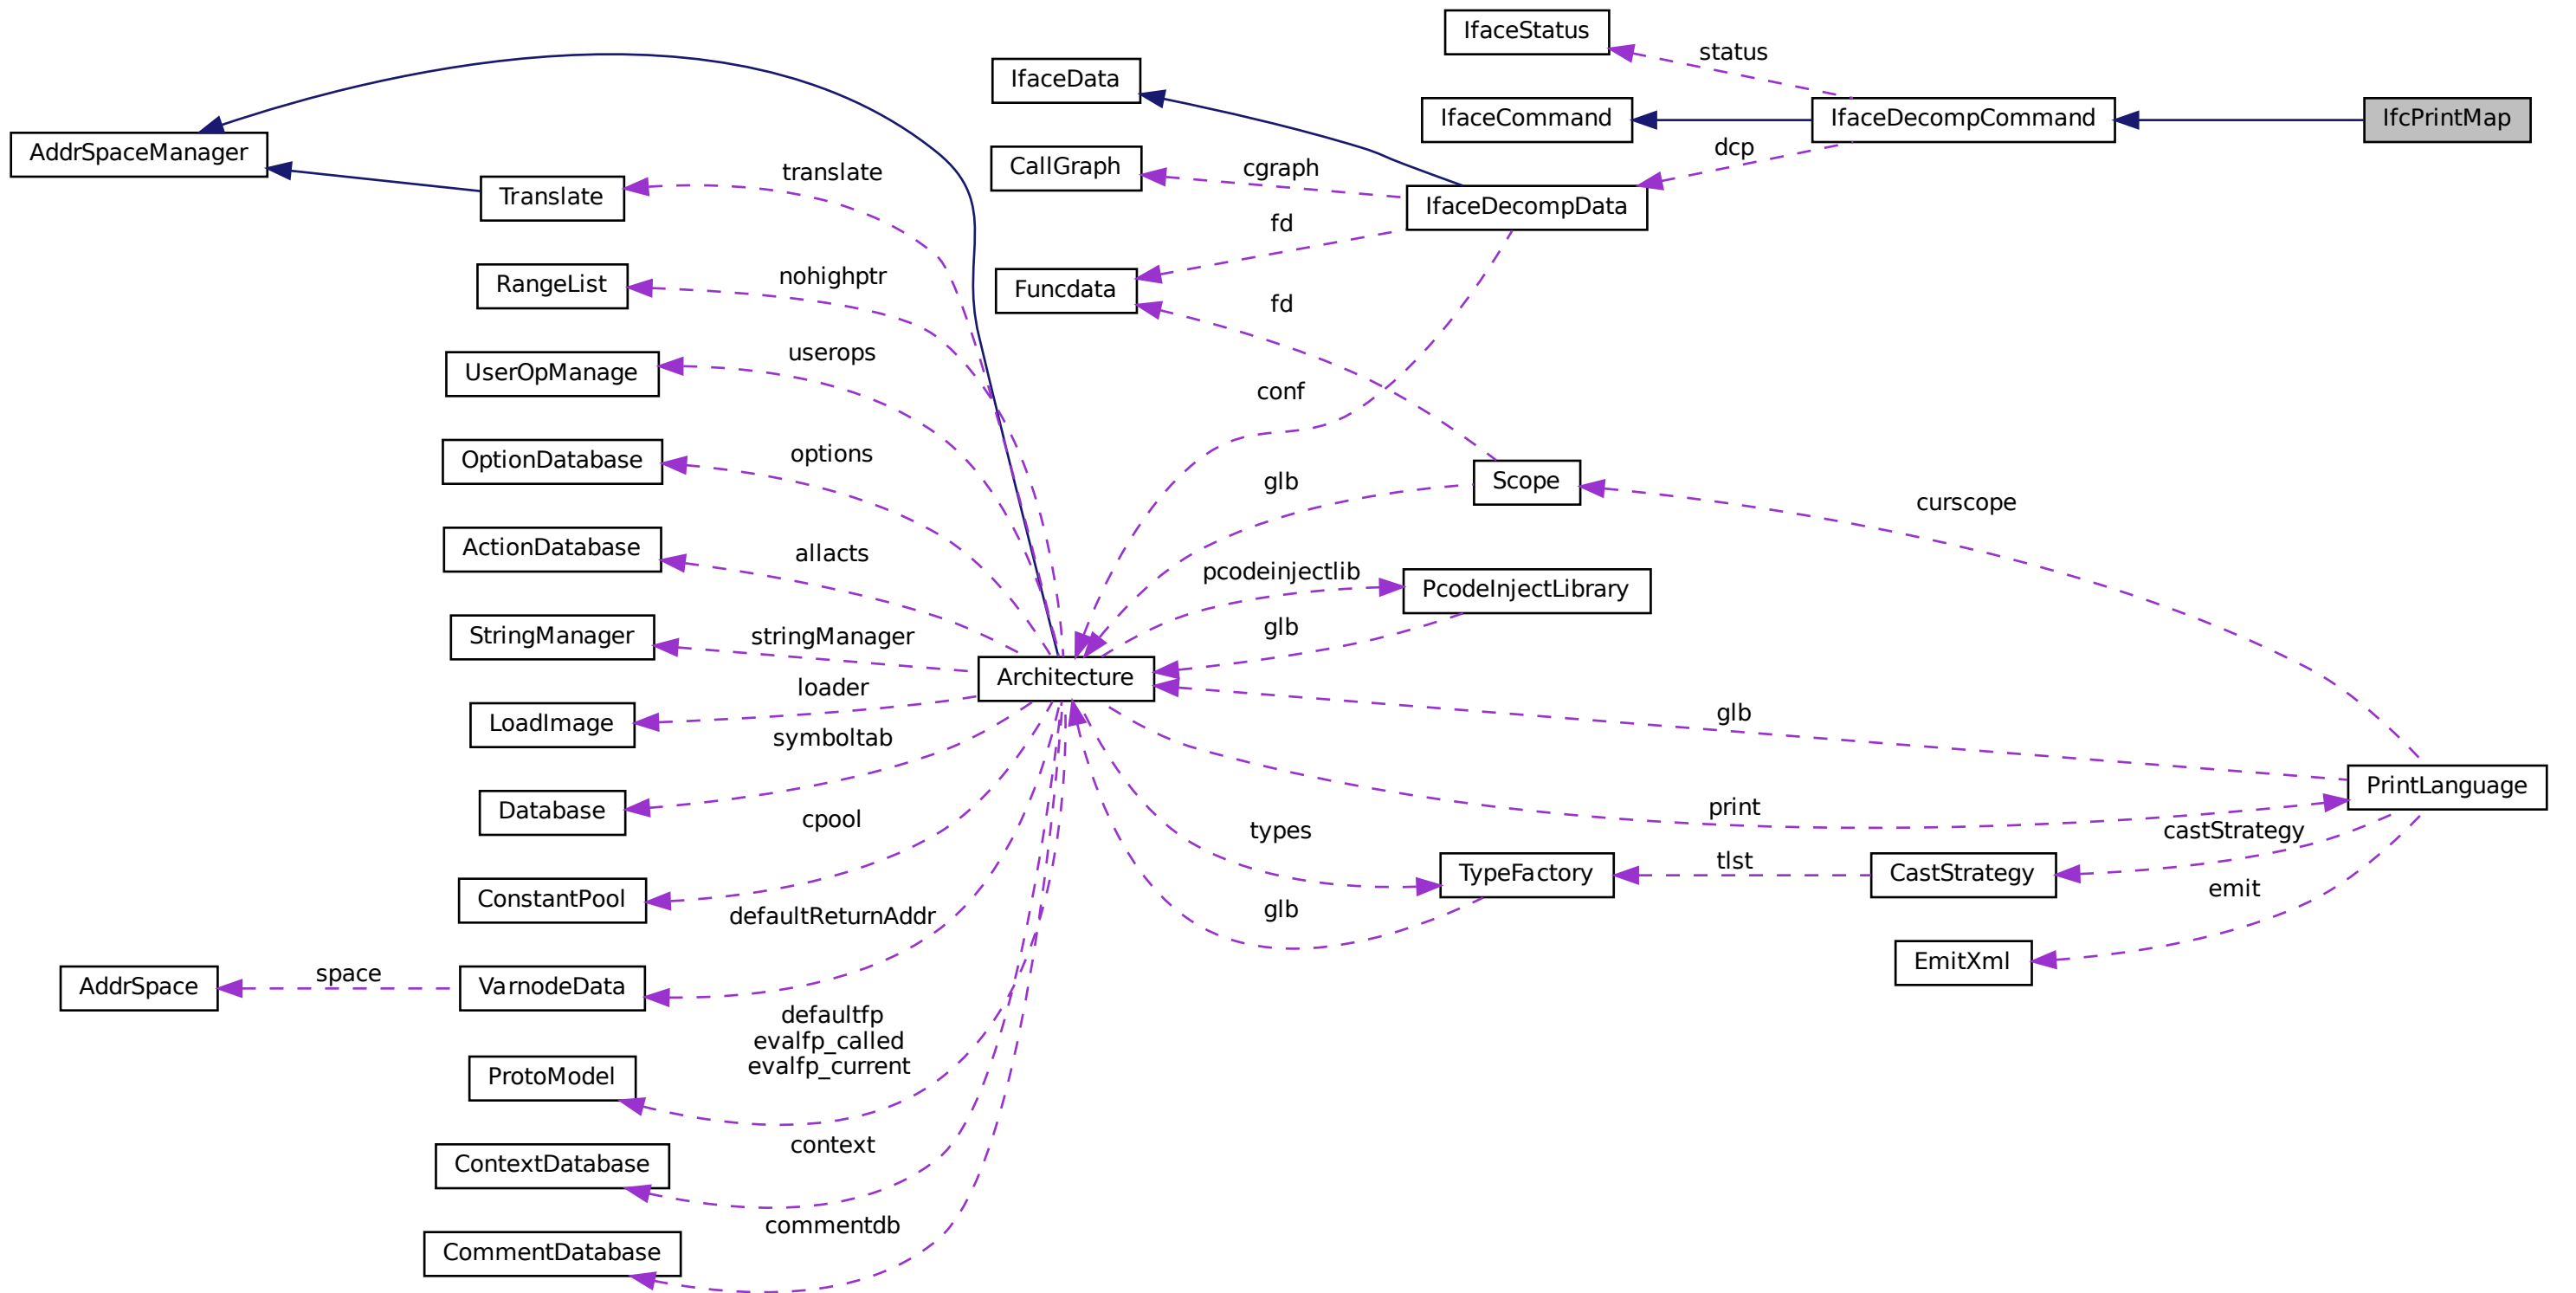 IfaceStatus
status
IfaceData
IfaceCommand
IfaceDecompCommand
IfcPrintMap
AddrSpaceManager
dcp
CallGraph
cgraph
translate
Translate
IfaceDecompData
fd
RangeList
nohighptr
Funcdata
fd
userops
UserOpManage
conf
options
OptionDatabase
glb
Scope
curscope
ActionDatabase
allacts
pcodeinjectlib
PcodeInjectLibrary
StringManager
stringManager
glb
Architecture
loader
LoadImage
glb
symboltab
PrintLanguage
Database
print
cpool
types
castStrategy
tlst
TypeFactory
CastStrategy
emit
ConstantPool
defaultReturnAddr
glb
EmitXml
space
AddrSpace
VarnodeData
defaultfp
evalfp_called
evalfp_current
ProtoModel
context
ContextDatabase
commentdb
CommentDatabase